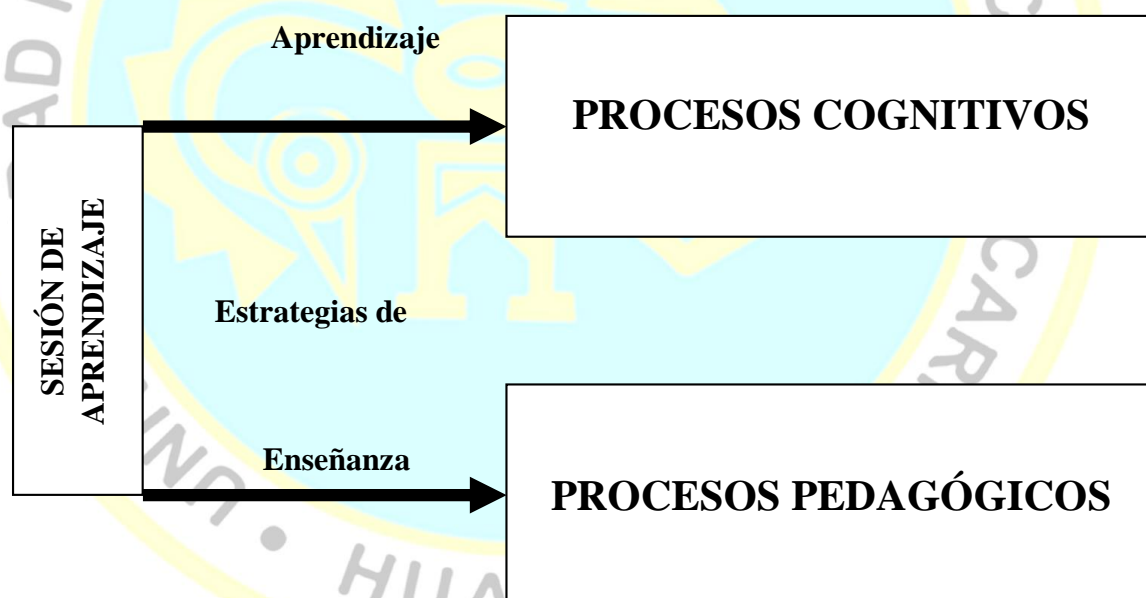 Aprendizaje
PROCESOS COGNITIVOS
SESIÓN DE
APRENDIZAJE
Estrategias de
Enseñanza
PROCESOS PEDAGÓGICOS